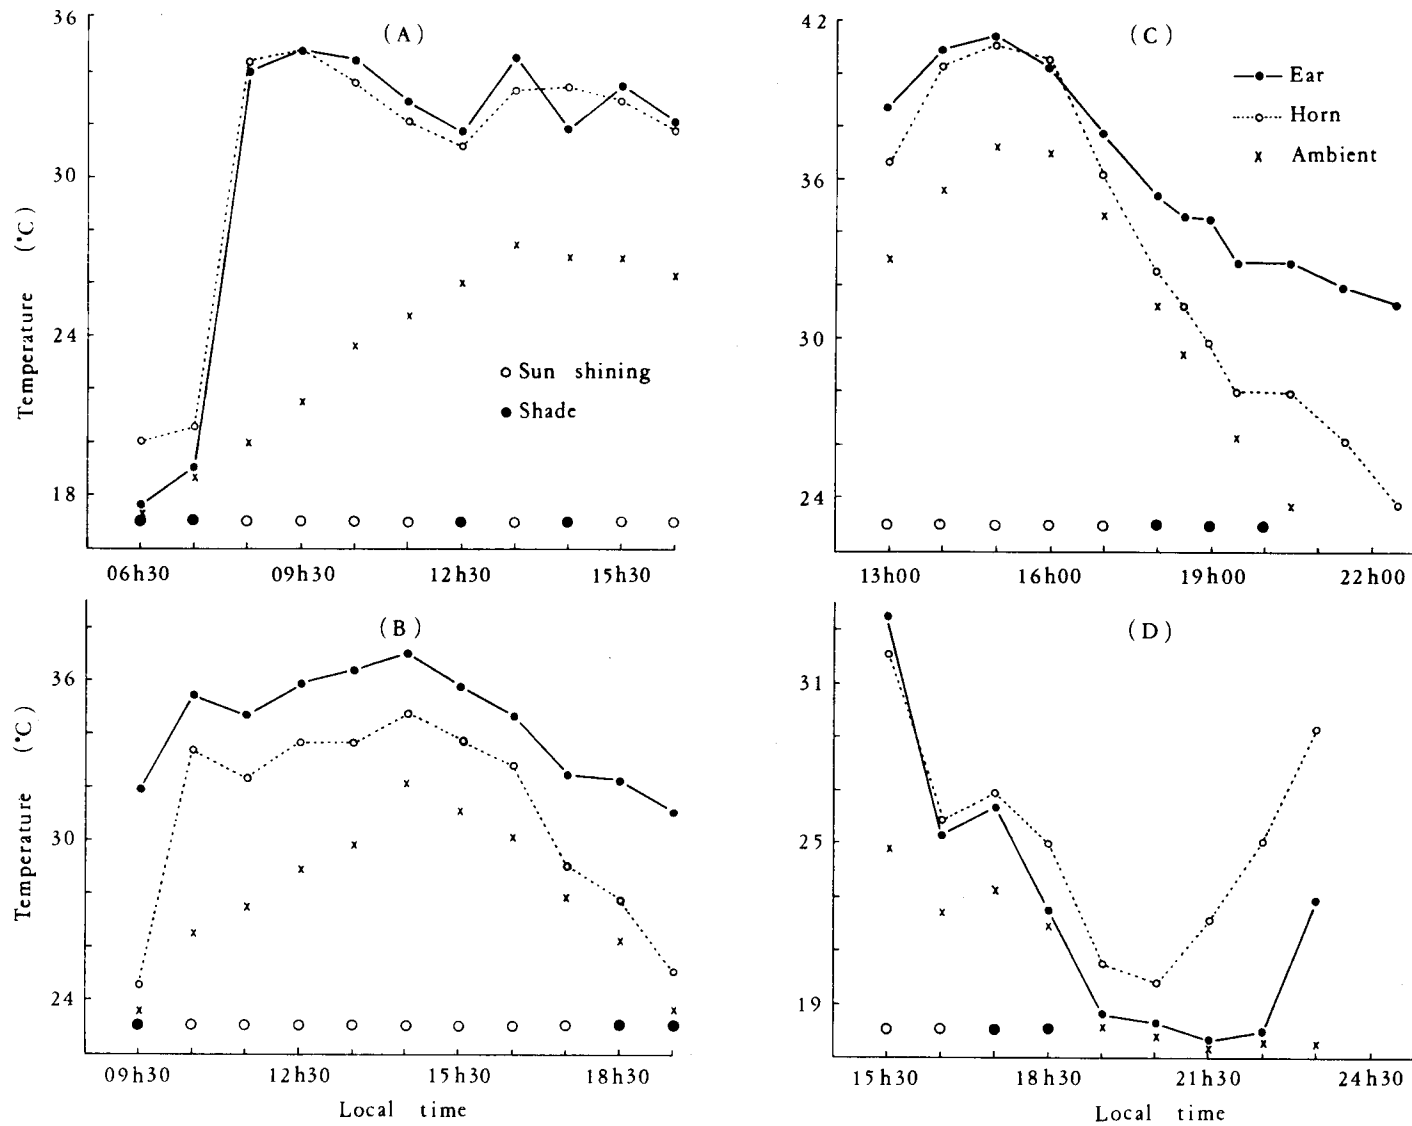 (A)
36
30
24
18
Temperature (°C)
○ Sun shining
● Shade
06h30 09h30 12h30 15h30
(C)
42
36
30
24
Ear
Horn
x Ambient
13h00 16h00 19h00 22h00
(B)
36
30
24
Temperature (°C)
09h30 12h30 15h30 18h30
Local time
(D)
31
25
19
15h30 18h30 21h30 24h30
Local time